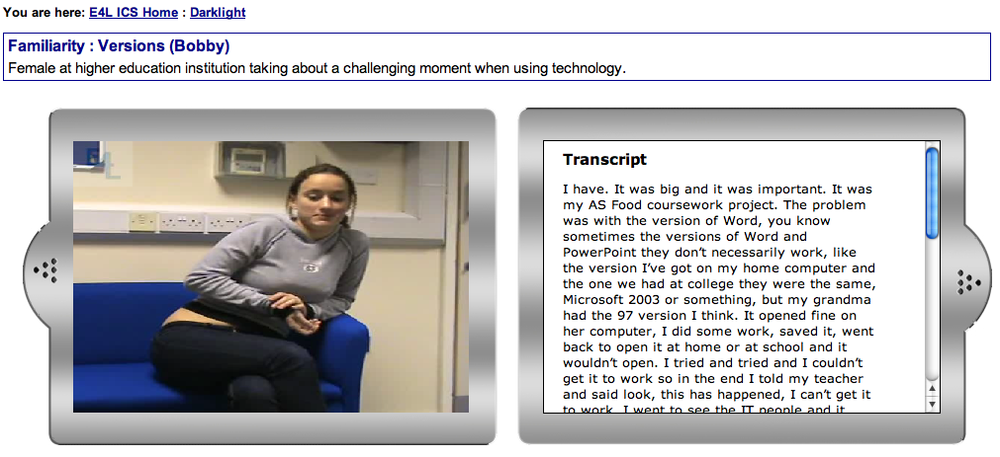 You are here: E4L ICS Home : Darklight
Familiarity : Versions (Bobby)
Female at higher education institution taking about a challenging moment when using technology.
Transcript
I have. It was big and it was important. It was
my AS Food coursework project. The problem
was with the version of Word, you know
sometimes the versions of Word and
PowerPoint they don't necessarily work, like
the version I've got on my home computer and
the one we had at college they were the same,
Microsoft 2003 or something, but my grandma
had the 97 version I think. It opened fine on
her computer, I did some work, saved it, went
back to open it at home or at school and it
wouldn't open. I tried and tried and I couldn't
get it to work so in the end I told my teacher
and said look, this has happened, I can't get it
to work. I went to see the IT people and it